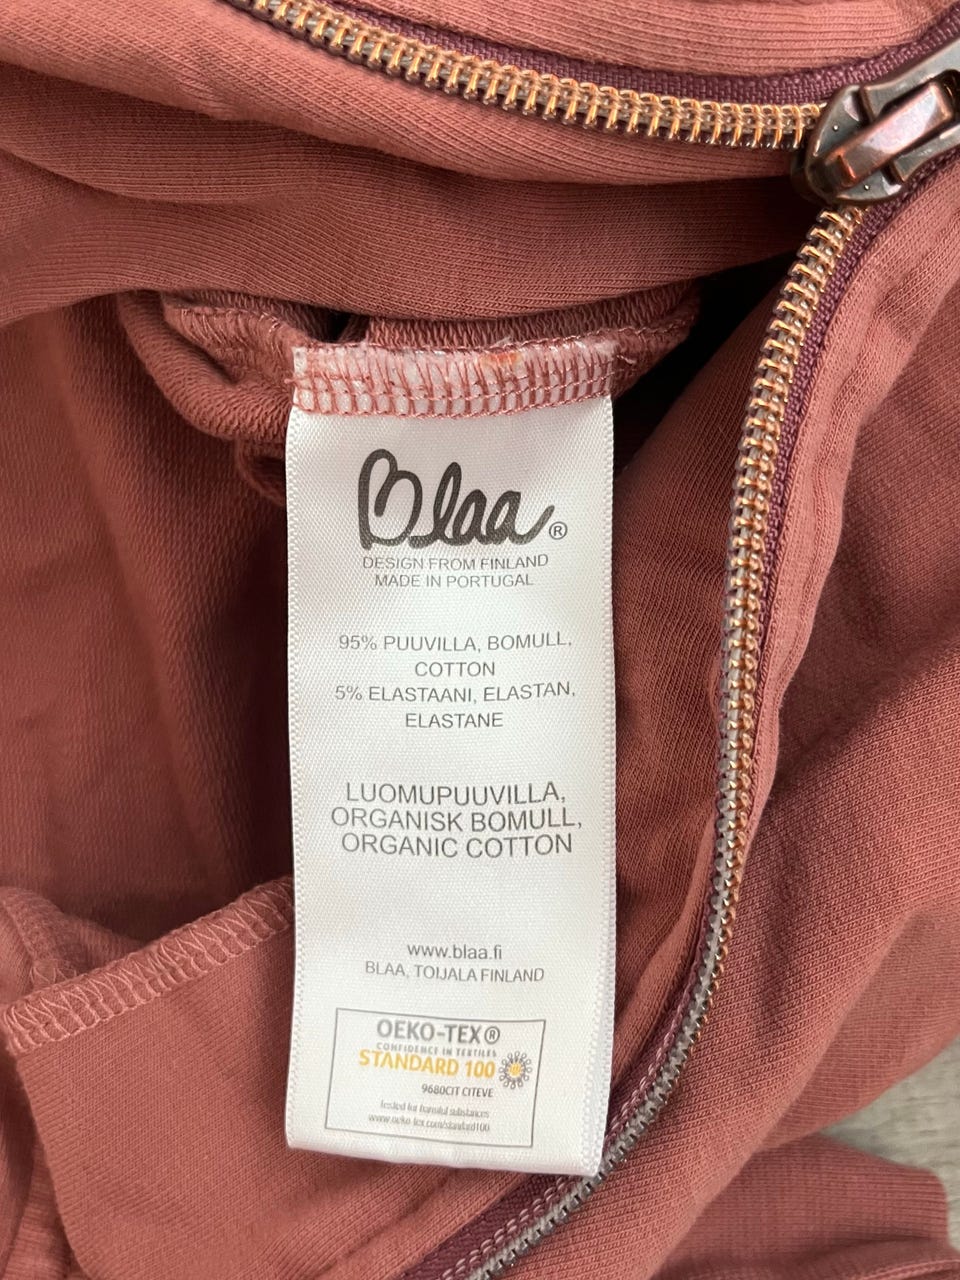 Blaa®
DESIGN FROM FINLAND
MADE IN PORTUGAL
95% PUUVILLA, BOMULL,
COTTON
5% ELASTAANI, ELASTAN,
ELASTANE
LUOMUPUUVILLA,
ORGANISK BOMULL,
ORGANIC COTTON
www.blaa.fi
BLAA, TOIJALA FINLAND
OEKO-TEX®
CONFIDENCE IN TEXTILES
STANDARD 100
9680CIT CITEVE
Tested for harmful substances
www.oeko-tex.com/standard100